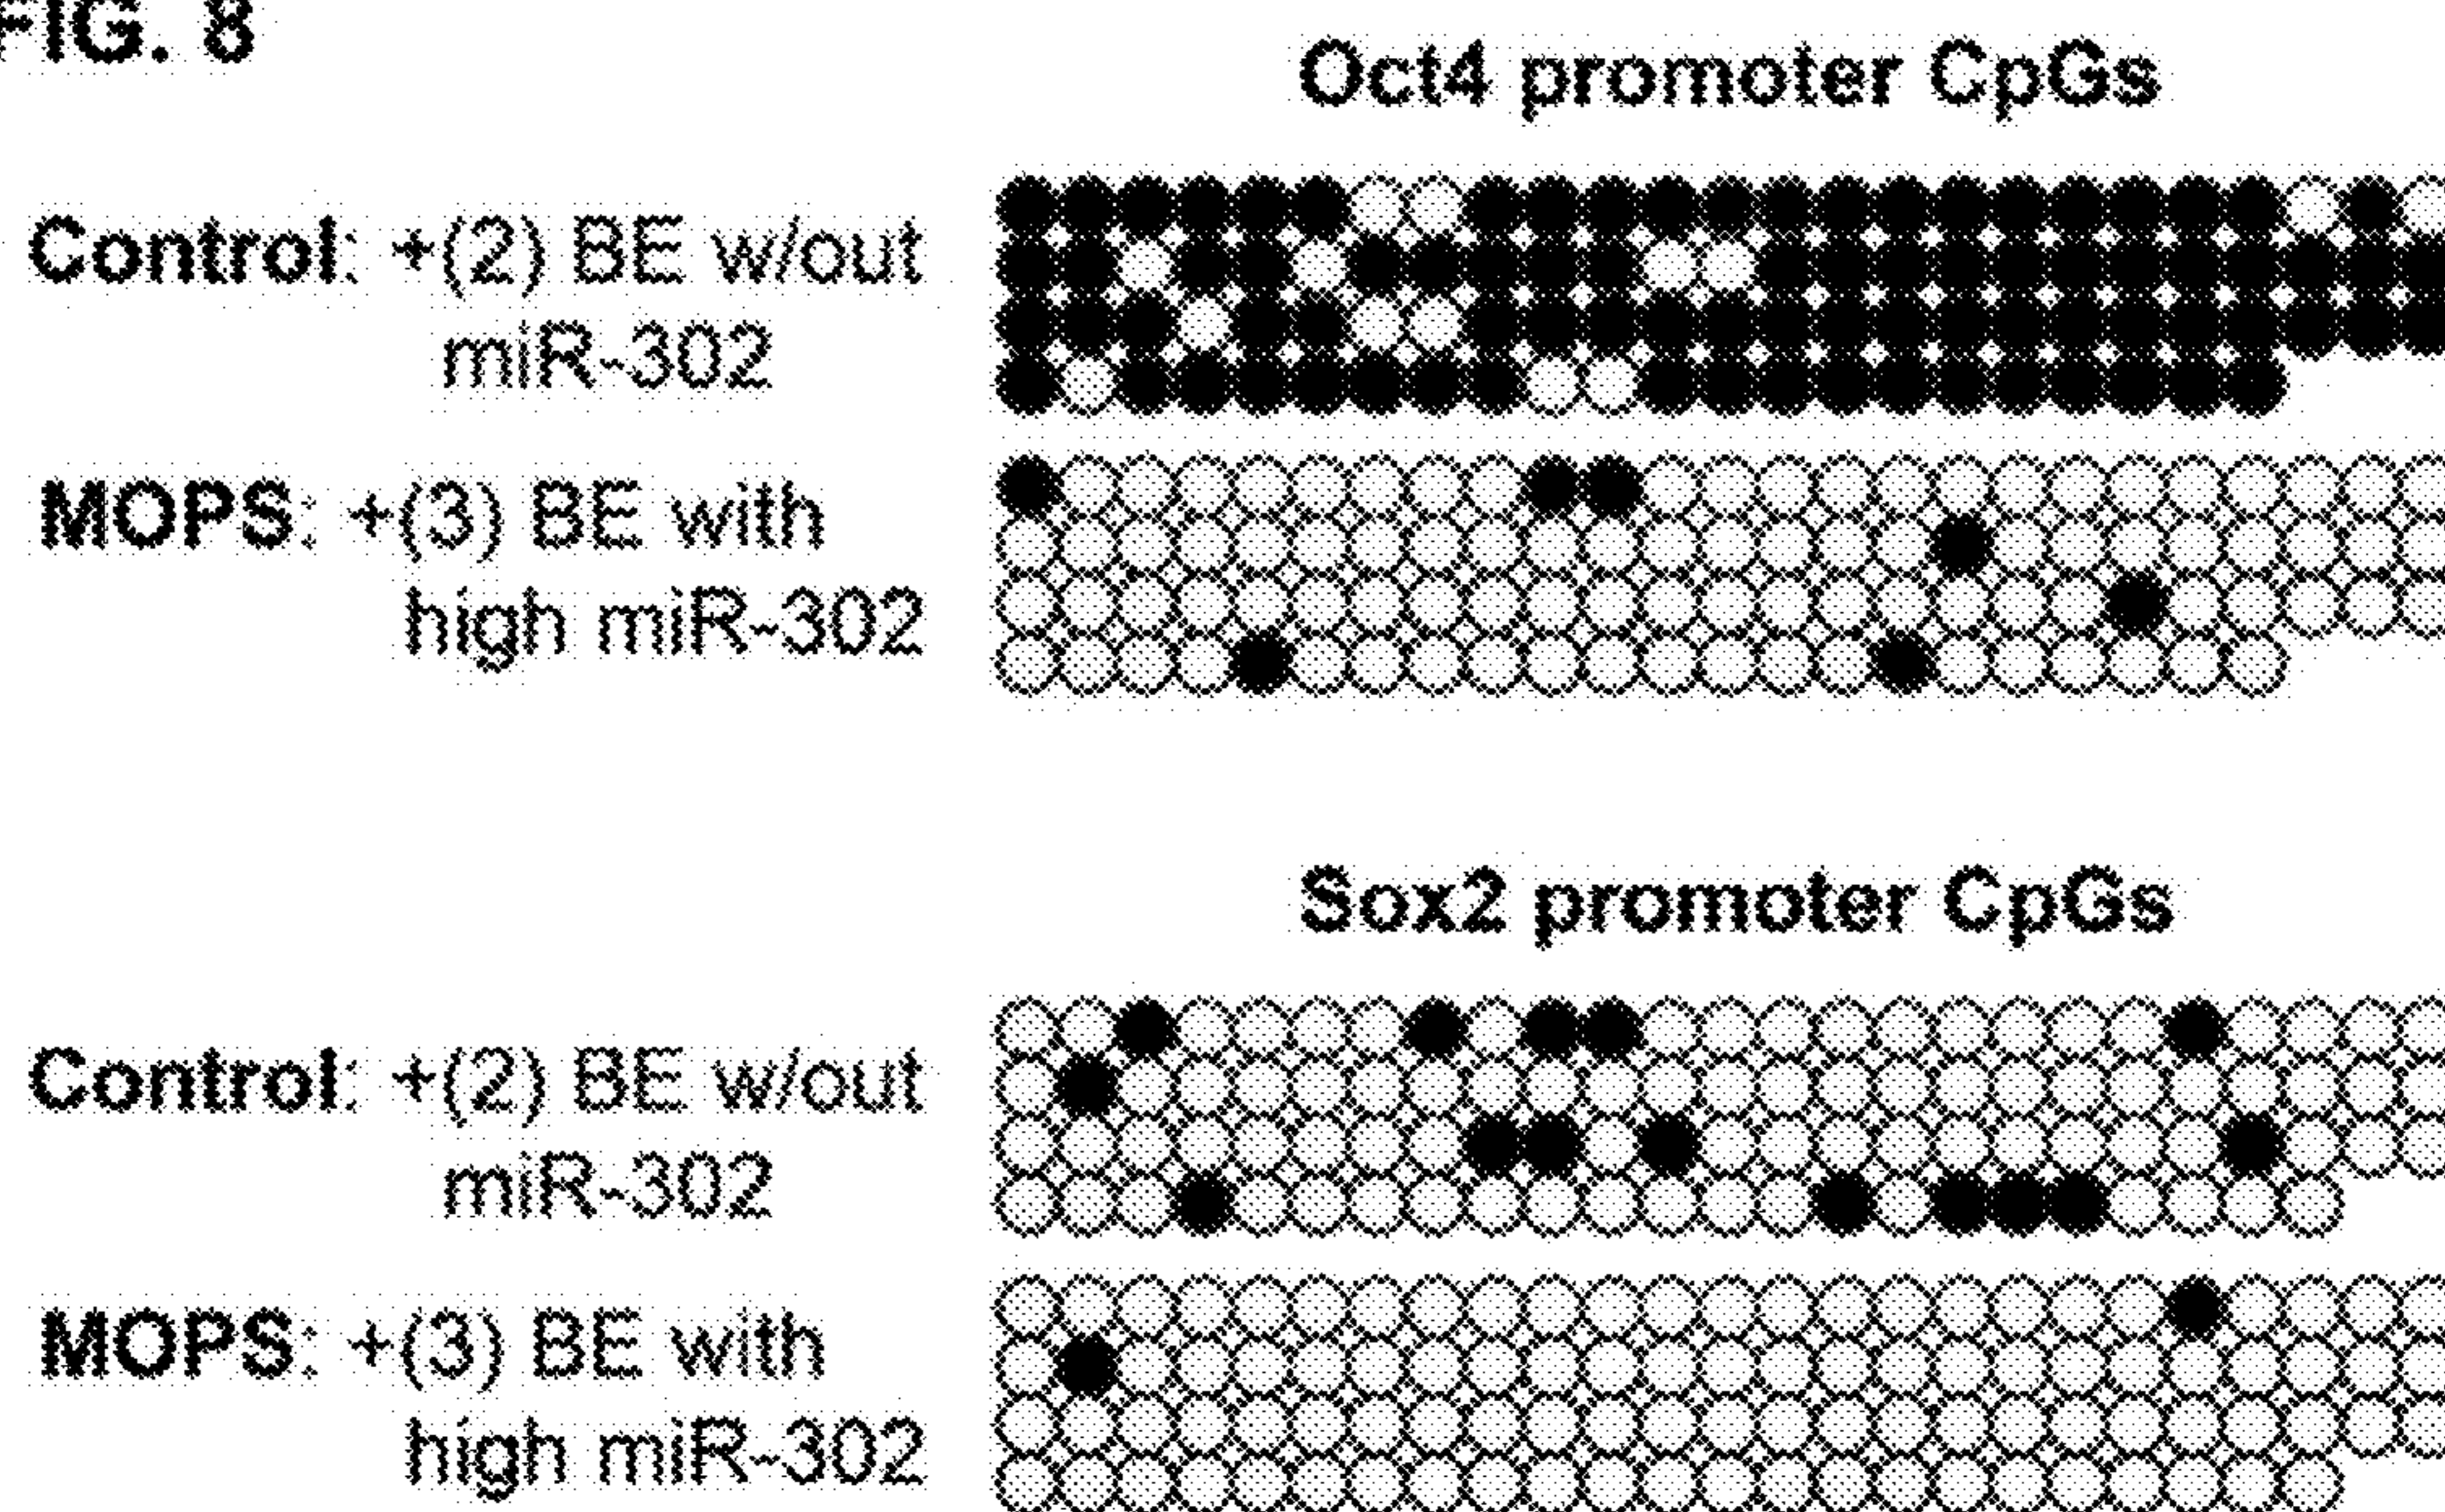 FIG. 8
Oct4 promoter CpGs
Control: +(2) BE w/out
miR-302
MOPS: +(3) BE with
high miR-302
Sox2 promoter CpGs
Control: +(2) BE w/out
miR-302
MOPS: +(3) BE with
high miR-302